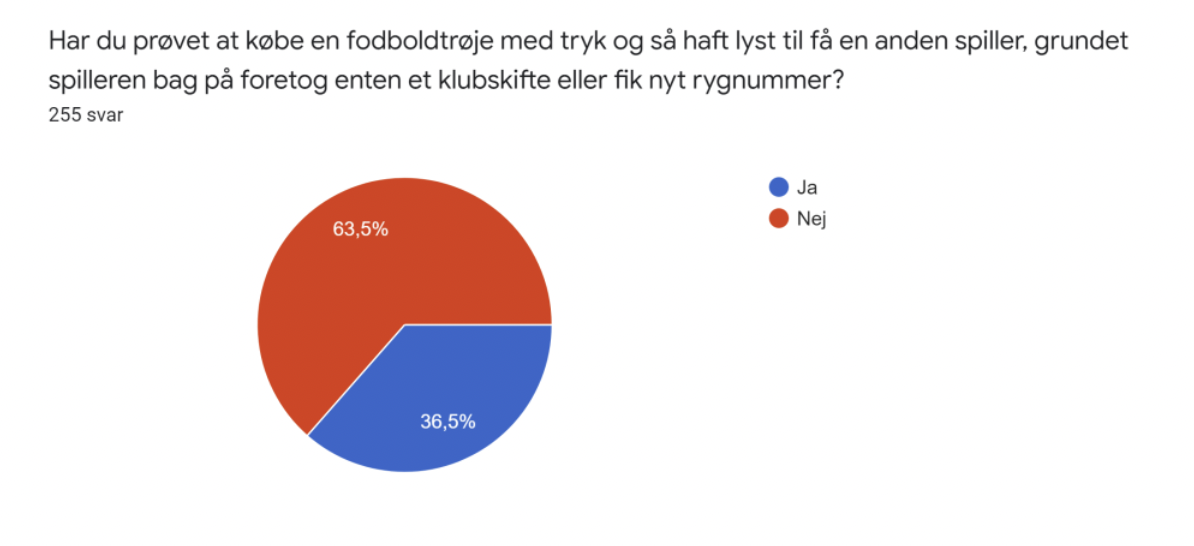 Har du prøvet at købe en fodboldtrøje med tryk og så haft lyst til få en anden spiller, grundet
spilleren bag på foretog enten et klubskifte eller fik nyt rygnummer?
255 svar
Ja
Nej
63,5%
36,5%